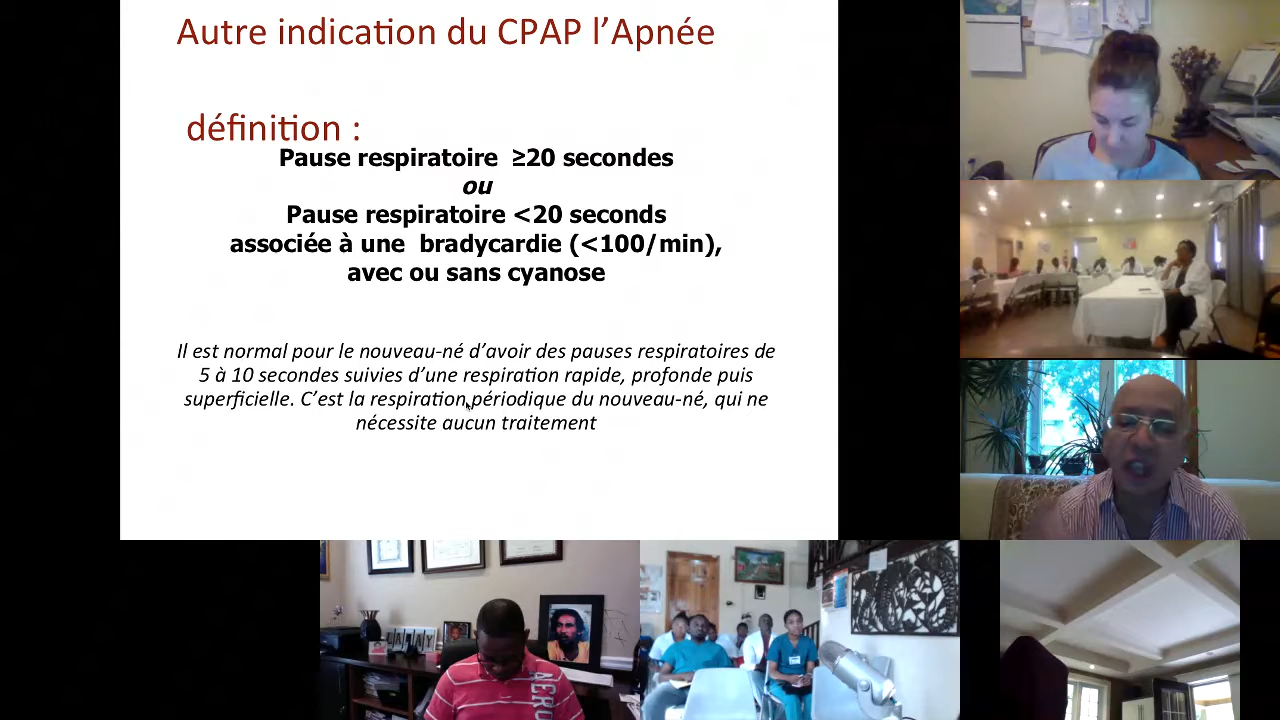 Autre indication du CPAP l'Apnée
définition :
Pause respiratoire ≥20 secondes
ou
Pause respiratoire <20 seconds
associée à une bradycardie (<100/min),
avec ou sans cyanose
Il est normal pour le nouveau-né d'avoir des pauses respiratoires de
5 à 10 secondes suivies d'une respiration rapide, profonde puis
superficielle. C'est la respiration périodique du nouveau-né, qui ne
nécessite aucun traitement
AÉRO